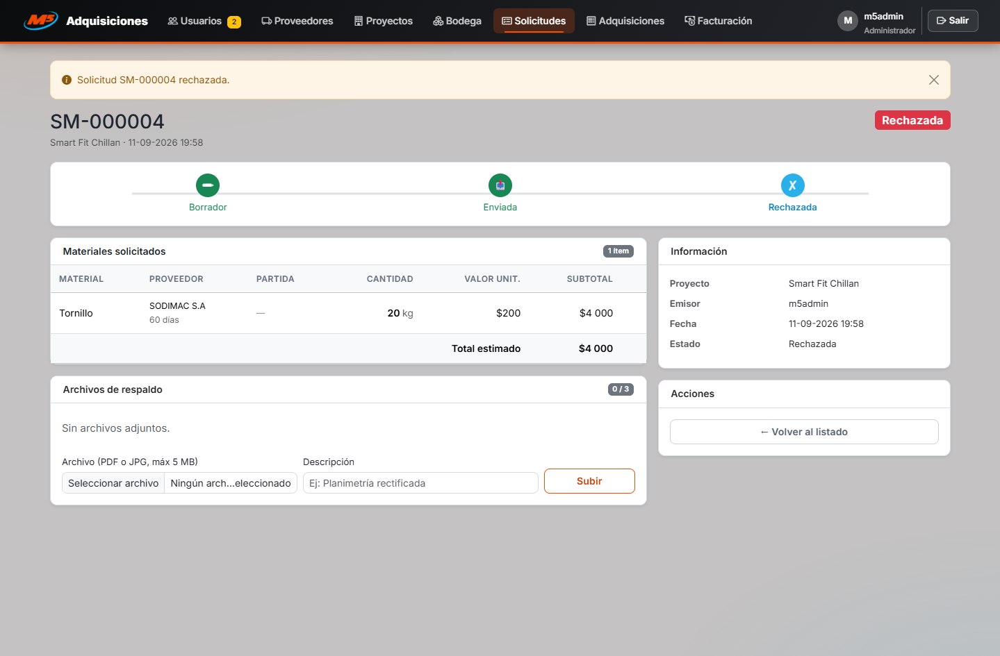 M5 Adquisiciones Usuarios 2 Proveedores Proyectos Bodega Solicitudes Adquisiciones Facturación M m5admin Administrador Salir
Solicitud SM-000004 rechazada.
SM-000004 Rechazada
Smart Fit Chillan · 11-09-2026 19:58
Borrador Enviada Rechazada
Materiales solicitados 1 ítem
MATERIAL PROVEEDOR PARTIDA CANTIDAD VALOR UNIT. SUBTOTAL
Tornillo SODIMAC S.A — 20 kg $200 $4 000
60 días
Total estimado $4 000
Información
Proyecto Smart Fit Chillan
Emisor m5admin
Fecha 11-09-2026 19:58
Estado Rechazada
Archivos de respaldo 0 / 3
Sin archivos adjuntos.
Archivo (PDF o JPG, máx 5 MB) Descripción
Seleccionar archivo Ningún arch...eleccionado Ej: Planimetría rectificada Subir
Acciones
← Volver al listado